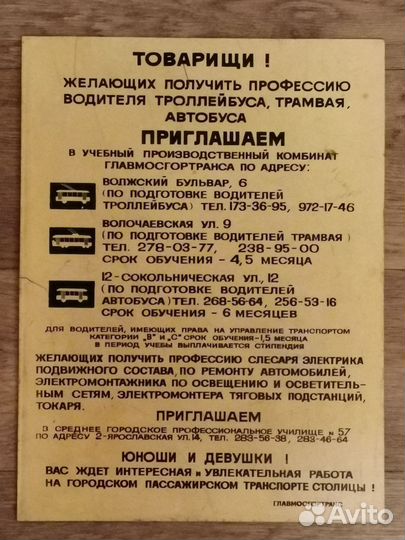 ТОВАРИЩИ !
ЖЕЛАЮЩИХ ПОЛУЧИТЬ ПРОФЕССИЮ
ВОДИТЕЛЯ ТРОЛЛЕЙБУСА, ТРАМВАЯ,
АВТОБУСА
ПРИГЛАШАЕМ
В УЧЕБНЫЙ ПРОИЗВОДСТВЕННЫЙ КОМБИНАТ
ГЛАВМОСГОРТРАНСА ПО АДРЕСУ:
ВОЛЖСКИЙ БУЛЬВАР, 6
(ПО ПОДГОТОВКЕ ВОДИТЕЛЕЙ
ТРОЛЛЕЙБУСА) ТЕЛ. 173-36-95, 972-17-46
ВОЛОЧАЕВСКАЯ УЛ. 9
(ПО ПОДГОТОВКЕ ВОДИТЕЛЕЙ ТРАМВАЯ)
ТЕЛ. 278-03-77, 238-95-00
СРОК ОБУЧЕНИЯ - 4,5 МЕСЯЦА
12-СОКОЛЬНИЧЕСКАЯ УЛ., 12
(ПО ПОДГОТОВКЕ ВОДИТЕЛЕЙ
АВТОБУСА) ТЕЛ. 268-56-64, 256-53-16
СРОК ОБУЧЕНИЯ - 6 МЕСЯЦЕВ
ДЛЯ ВОДИТЕЛЕЙ, ИМЕЮЩИХ ПРАВА НА УПРАВЛЕНИЕ ТРАНСПОРТОМ
КАТЕГОРИИ „В" И „С" СРОК ОБУЧЕНИЯ-1,5 МЕСЯЦА
В ПЕРИОД УЧЕБЫ ВЫПЛАЧИВАЕТСЯ СТИПЕНДИЯ
ЖЕЛАЮЩИХ ПОЛУЧИТЬ ПРОФЕССИЮ СЛЕСАРЯ ЭЛЕКТРИКА
ПОДВИЖНОГО СОСТАВА, ПО РЕМОНТУ АВТОМОБИЛЕЙ,
ЭЛЕКТРОМОНТАЖНИКА ПО ОСВЕЩЕНИЮ И ОСВЕТИТЕЛЬ-
НЫМ СЕТЯМ, ЭЛЕКТРОМОНТЕРА ТЯГОВЫХ ПОДСТАНЦИЙ,
ТОКАРЯ.
ПРИГЛАШАЕМ
В СРЕДНЕЕ ГОРОДСКОЕ ПРОФЕССИОНАЛЬНОЕ УЧИЛИЩЕ № 57
ПО АДРЕСУ 2-ЯРОСЛАВСКАЯ УЛ. 14, ТЕЛ. 283-56-38, 283-46-64
ЮНОШИ И ДЕВУШКИ !
ВАС ЖДЕТ ИНТЕРЕСНАЯ И УВЛЕКАТЕЛЬНАЯ РАБОТА
НА ГОРОДСКОМ ПАССАЖИРСКОМ ТРАНСПОРТЕ СТОЛИЦЫ !
ГЛАВМОСГОРТРАНС
Avito